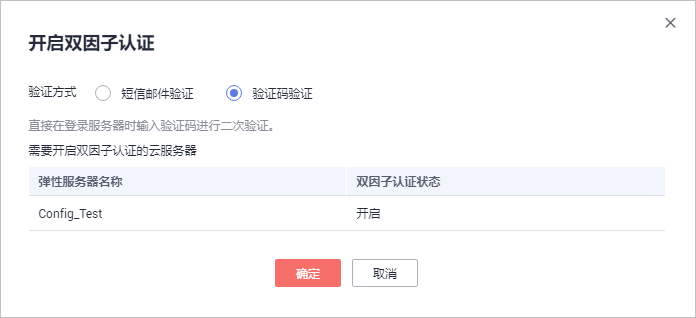 开启双因子认证
验证方式 短信邮件验证 验证码验证
直接在登录服务器时输入验证码进行二次验证。
需要开启双因子认证的云服务器
弹性服务器名称 双因子认证状态
Config_Test 开启
确定 取消